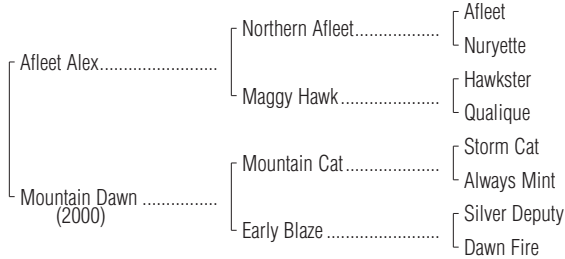 Afleet
Northern Afleet..................
Nuryette
Afleet Alex.........................
Hawkster
Maggy Hawk.....................
Qualique
Storm Cat
Mountain Cat....................
Always Mint
Mountain Dawn ................
(2000)
Silver Deputy
Early Blaze ........................
Dawn Fire